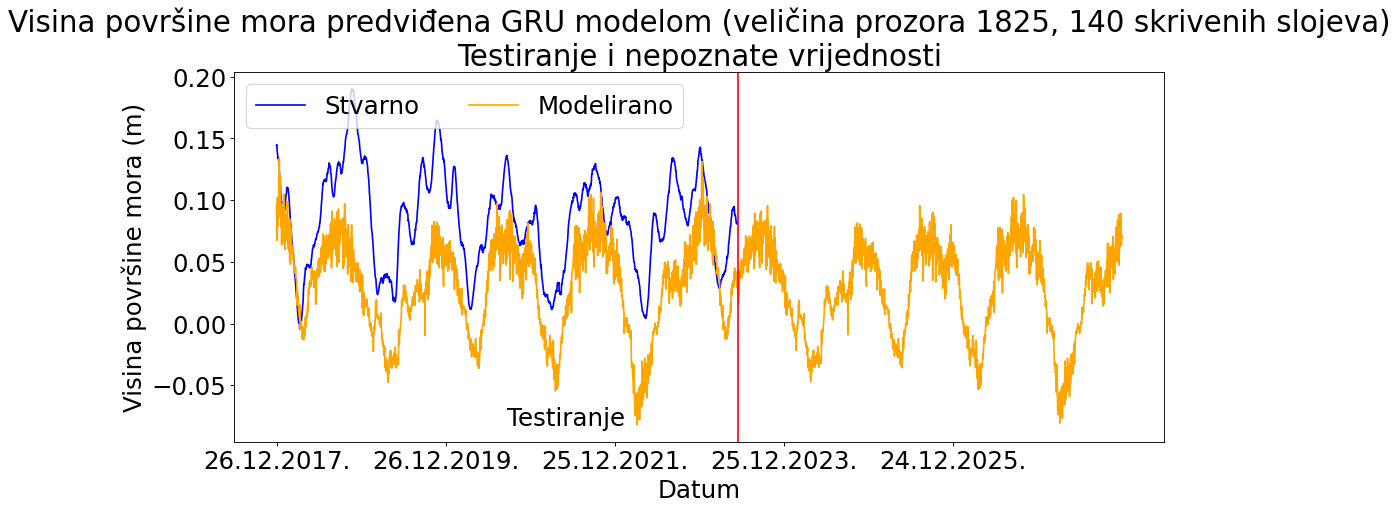 Visina površine mora predviđena GRU modelom (veličina prozora 1825, 140 skrivenih slojeva)
Testiranje i nepoznate vrijednosti
Stvarno Modelirano
Visina površine mora (m)
0.20
0.15
0.10
0.05
0.00
−0.05
Testiranje
26.12.2017. 26.12.2019. 25.12.2021. 25.12.2023. 24.12.2025.
Datum